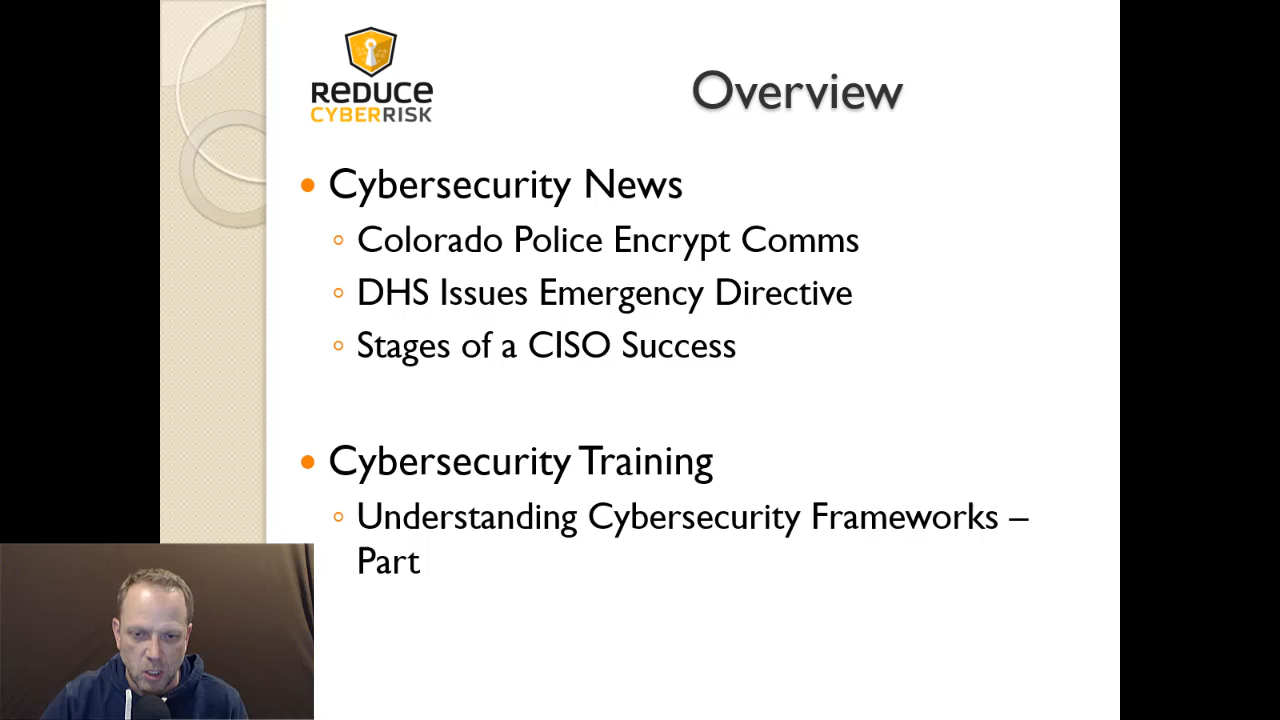 REDUCE
CYBERRISK
Overview
Cybersecurity News
Colorado Police Encrypt Comms
DHS Issues Emergency Directive
Stages of a CISO Success
Cybersecurity Training
Understanding Cybersecurity Frameworks –
Part